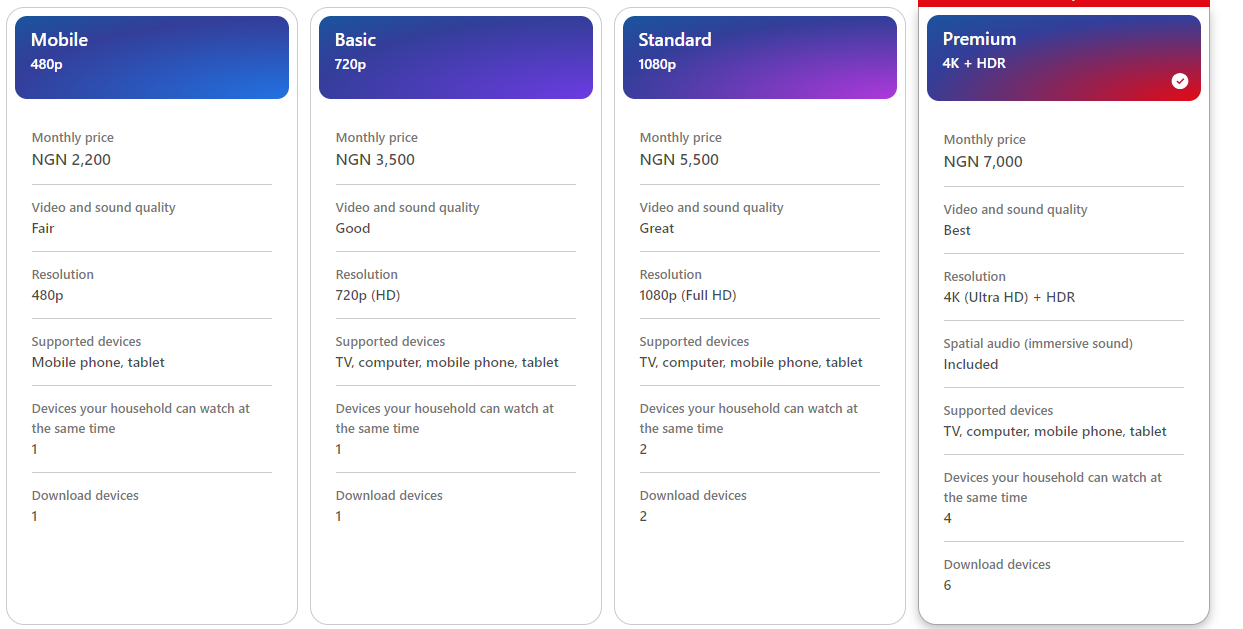 Mobile
480p
Monthly price
NGN 2,200
Video and sound quality
Fair
Resolution
480p
Supported devices
Mobile phone, tablet
Devices your household can watch at
the same time
1
Download devices
1
Basic
720p
Monthly price
NGN 3,500
Video and sound quality
Good
Resolution
720p (HD)
Supported devices
TV, computer, mobile phone, tablet
Devices your household can watch at
the same time
1
Download devices
1
Standard
1080p
Monthly price
NGN 5,500
Video and sound quality
Great
Resolution
1080p (Full HD)
Supported devices
TV, computer, mobile phone, tablet
Devices your household can watch at
the same time
2
Download devices
2
Premium
4K + HDR
Monthly price
NGN 7,000
Video and sound quality
Best
Resolution
4K (Ultra HD) + HDR
Spatial audio (immersive sound)
Included
Supported devices
TV, computer, mobile phone, tablet
Devices your household can watch at
the same time
4
Download devices
6